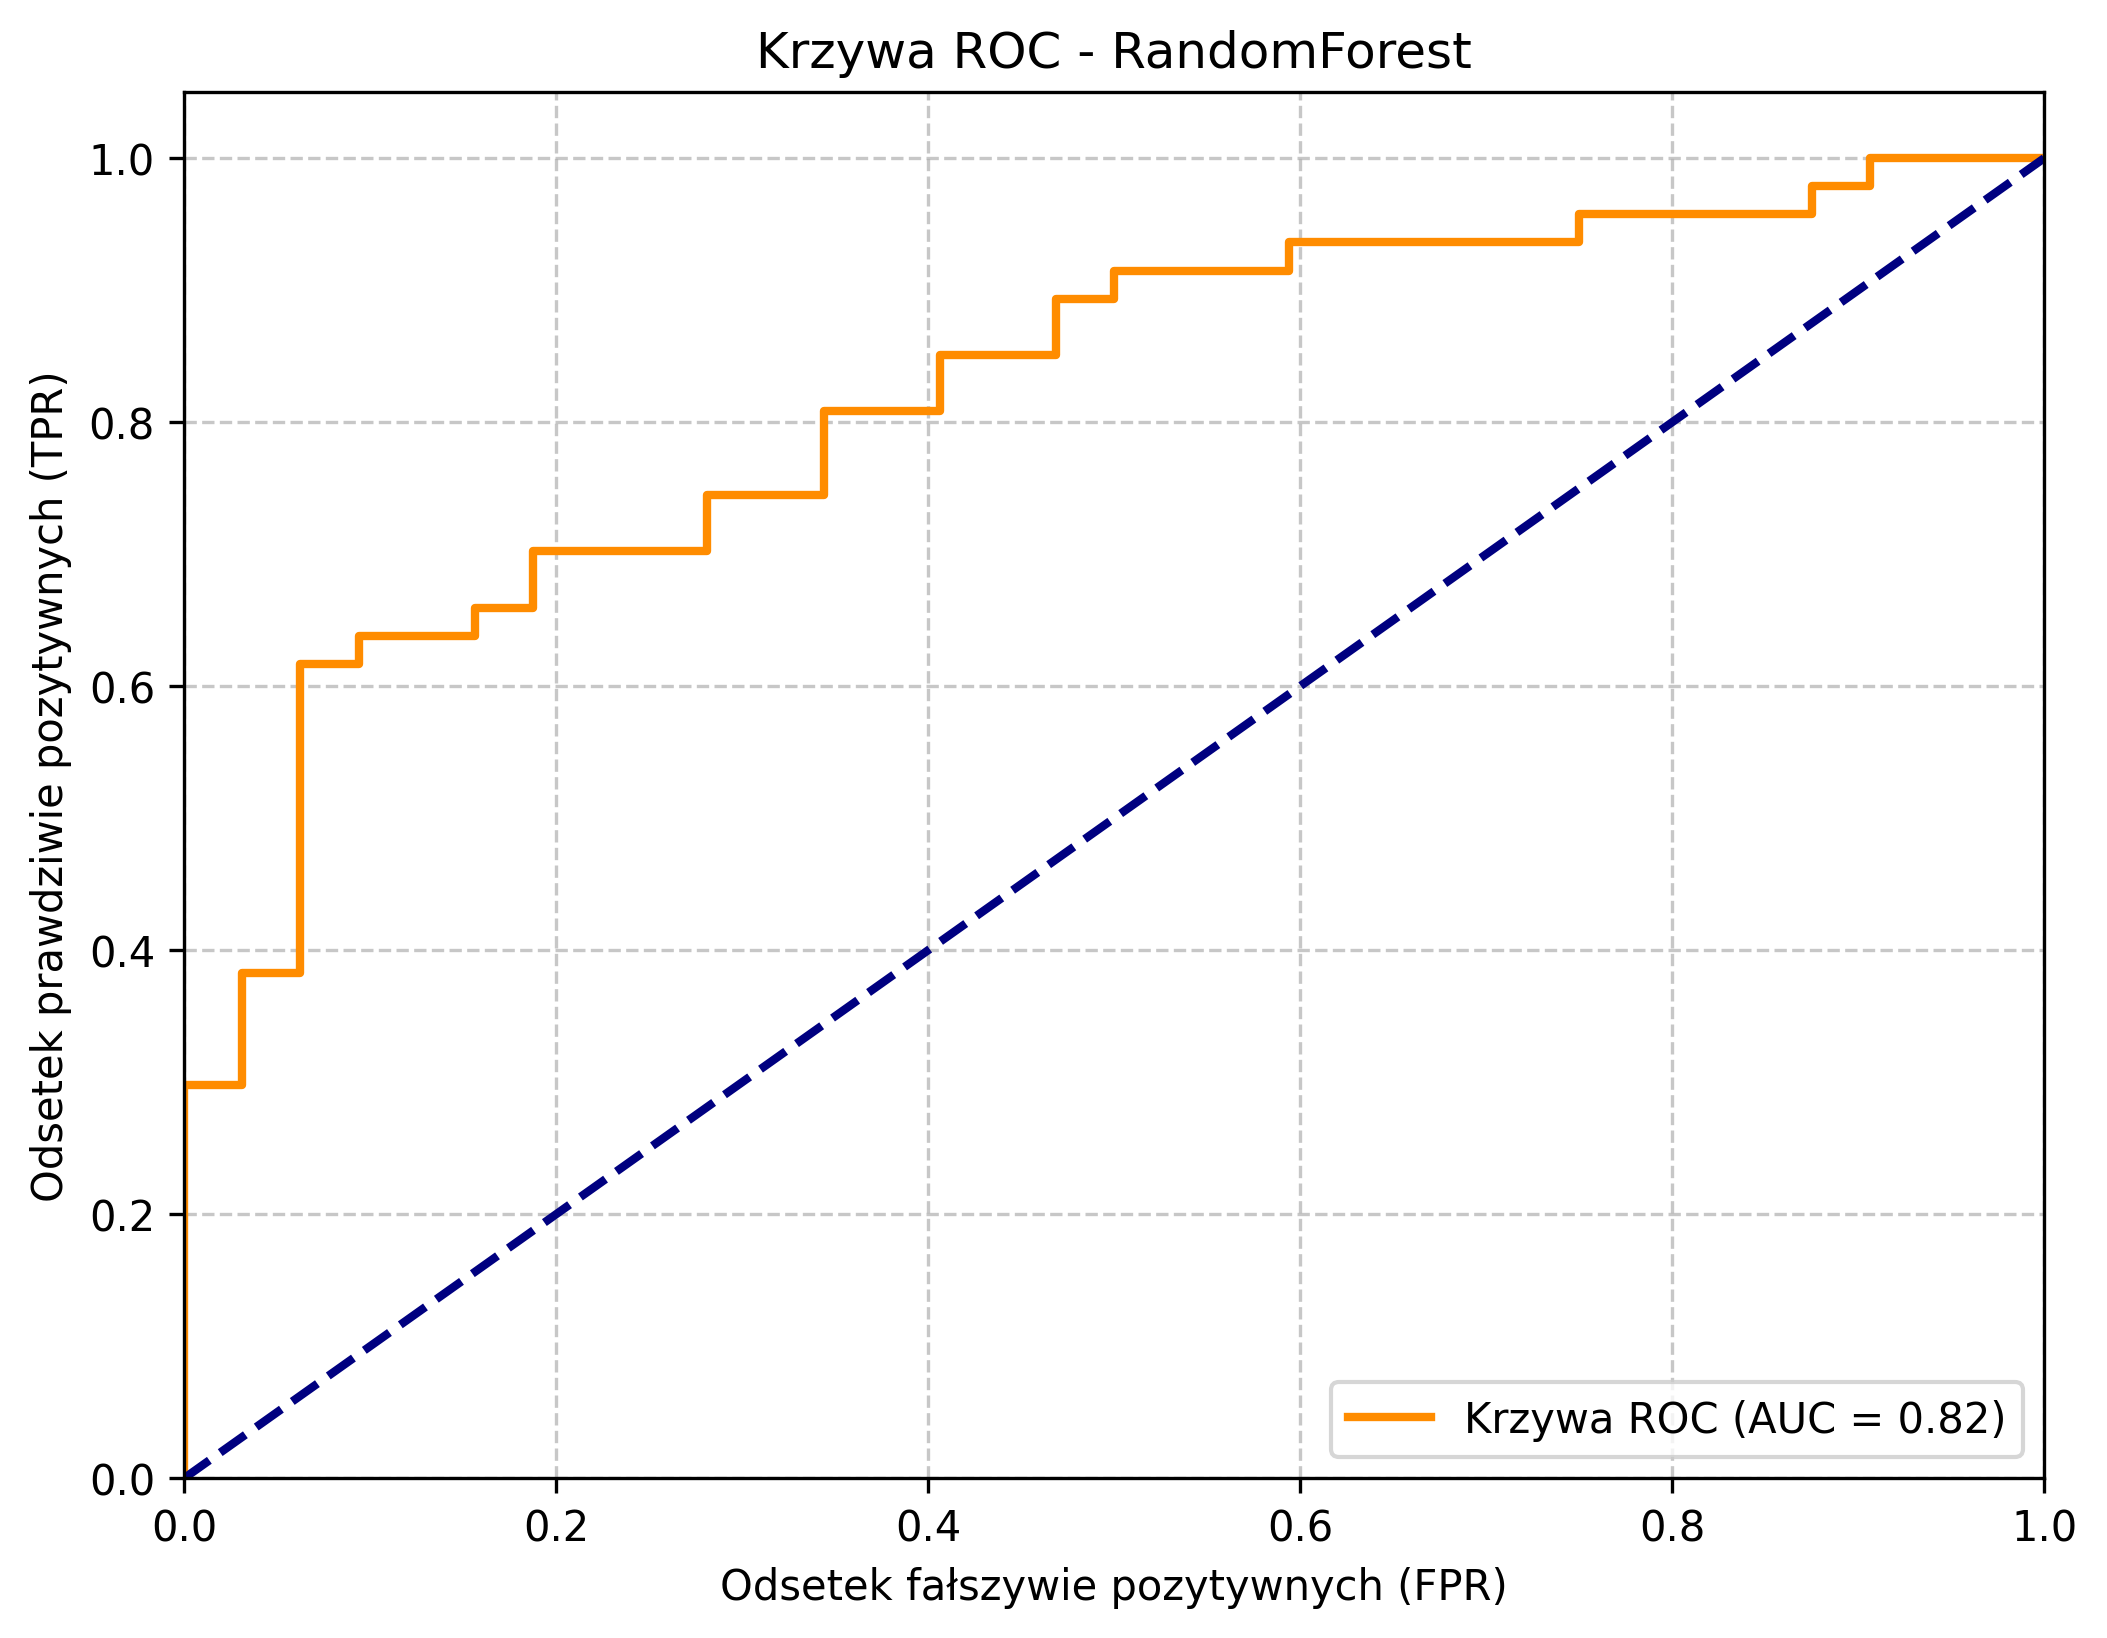 Krzywa ROC - RandomForest
Odsetek prawdziwie pozytywnych (TPR)
1.0
0.8
0.6
0.4
0.2
0.0
0.0 0.2 0.4 0.6 0.8 1.0
Odsetek fałszywie pozytywnych (FPR)
Krzywa ROC (AUC = 0.82)